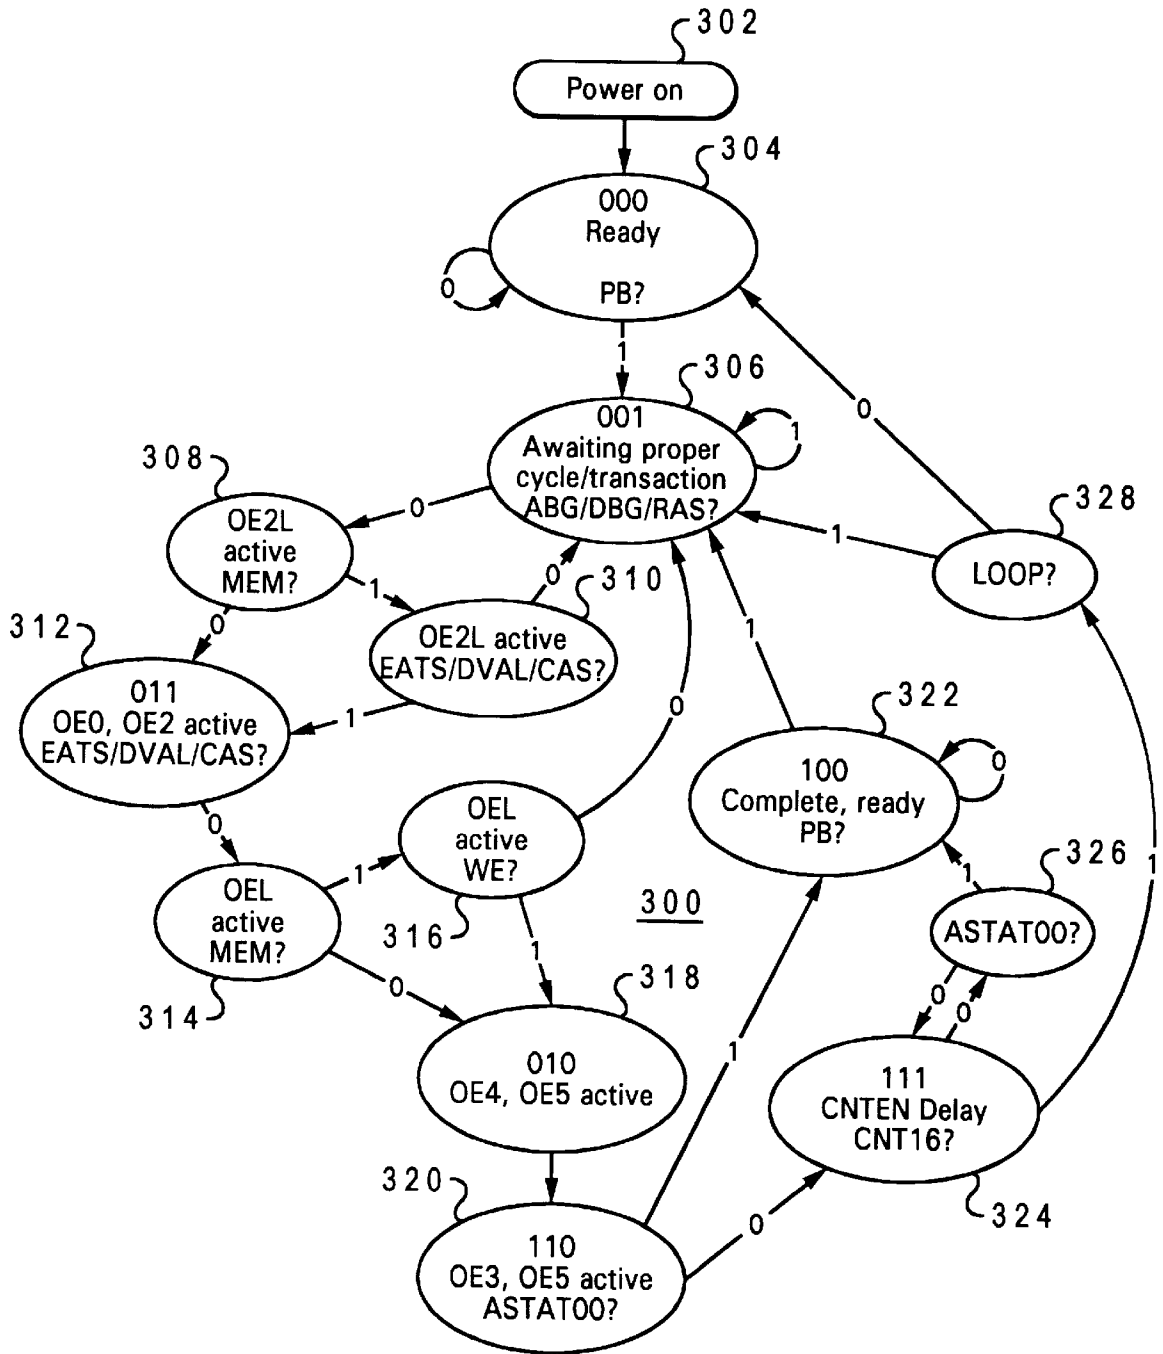 302
Power on
304
000
Ready
PB?
0
1
306
001
Awaiting proper
cycle/transaction
ABG/DBG/RAS?
1
0
0
1
308
OE2L
active
MEM?
0
1
0
310
OE2L active
EATS/DVAL/CAS?
1
312
011
OE0, OE2 active
EATS/DVAL/CAS?
0
328
LOOP?
1
0
322
100
Complete, ready
PB?
0
1
OEL
active
WE?
316
1
OEL
active
MEM?
314
1
0
300
326
ASTAT00?
1
0
0
318
010
OE4, OE5 active
111
CNTEN Delay
CNT16?
324
1
320
110
OE3, OE5 active
ASTAT00?
0